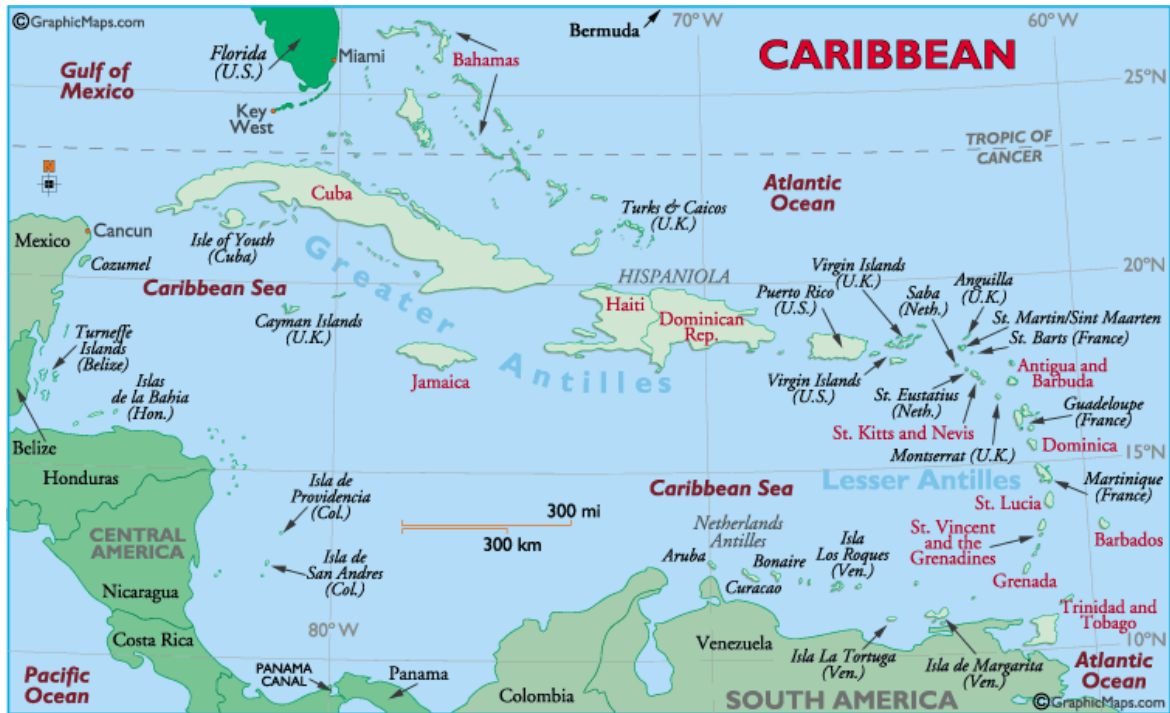 ©GraphicMaps.com
Bermuda
70°W
60°W
CARIBBEAN
Florida
(U.S.)
Miami
Bahamas
Gulf of
Mexico
25°N
Key
West
TROPIC OF
CANCER
N
Atlantic
Ocean
Cuba
Turks & Caicos
(U.K.)
Mexico
Cancun
Isle of Youth
(Cuba)
Cozumel
Greater
Antilles
HISPANIOLA
20°N
Virgin Islands
(U.K.)
Anguilla
(U.K.)
Saba
(Neth.)
Puerto Rico
(U.S.)
Caribbean Sea
Haiti
Dominican
Rep.
St. Martin/Sint Maarten
St. Barts (France)
Cayman Islands
(U.K.)
Turneffe
Islands
(Belize)
Jamaica
Antigua and
Barbuda
Virgin Islands
(U.S.)
St. Eustatius
(Neth.)
Islas
de la Bahia
(Hon.)
Guadeloupe
(France)
St. Kitts and Nevis
Montserrat (U.K.)
Dominica
Belize
15°N
Honduras
Lesser Antilles
Caribbean Sea
Martinique
(France)
Isla de
Providencia
(Col.)
St. Lucia
300 mi
300 km
Netherlands
Antilles
CENTRAL
AMERICA
St. Vincent
and the
Grenadines
Barbados
Isla
Los Roques
(Ven.)
Aruba
Bonaire
Curacao
Isla de
San Andres
(Col.)
Grenada
Nicaragua
Trinidad and
Tobago
Costa Rica
80°W
Venezuela
10°N
Isla La Tortuga
(Ven.)
Isla de Margarita
(Ven.)
Atlantic
Ocean
Pacific
Ocean
PANAMA
CANAL
Panama
Colombia
SOUTH AMERICA
©GraphicMaps.com